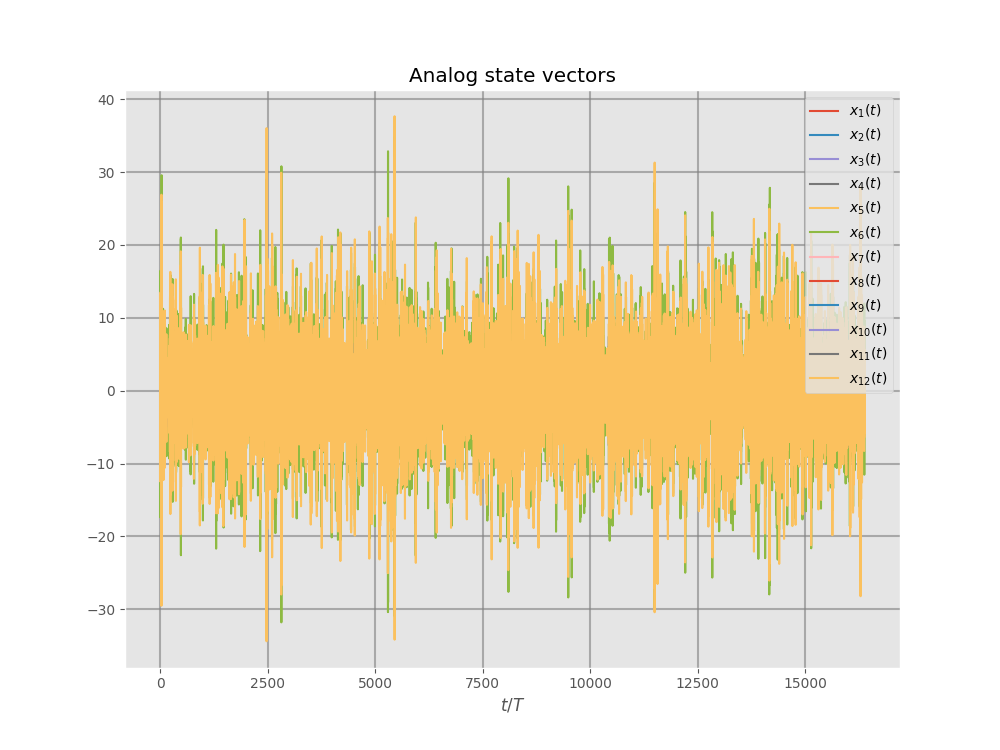 Analog state vectors
40
30
20
10
0
−10
−20
−30
0 2500 5000 7500 10000 12500 15000
t/T
x₁(t)
x₂(t)
x₃(t)
x₄(t)
x₅(t)
x₆(t)
x₇(t)
x₈(t)
x₉(t)
x₁₀(t)
x₁₁(t)
x₁₂(t)